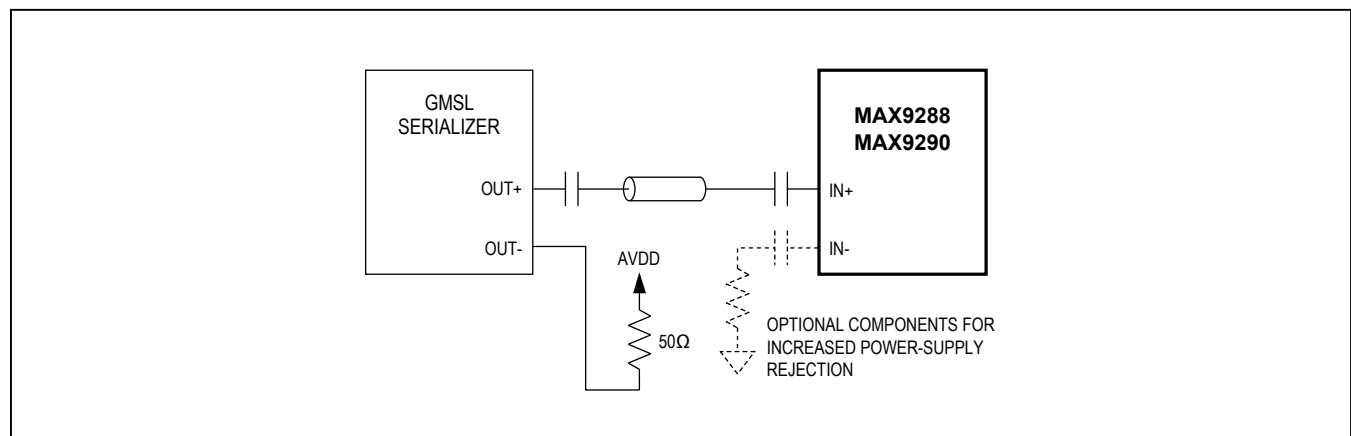 GMSL
SERIALIZER
MAX9288
MAX9290
OUT+
IN+
OUT-
IN-
AVDD
50Ω
OPTIONAL COMPONENTS FOR
INCREASED POWER-SUPPLY
REJECTION